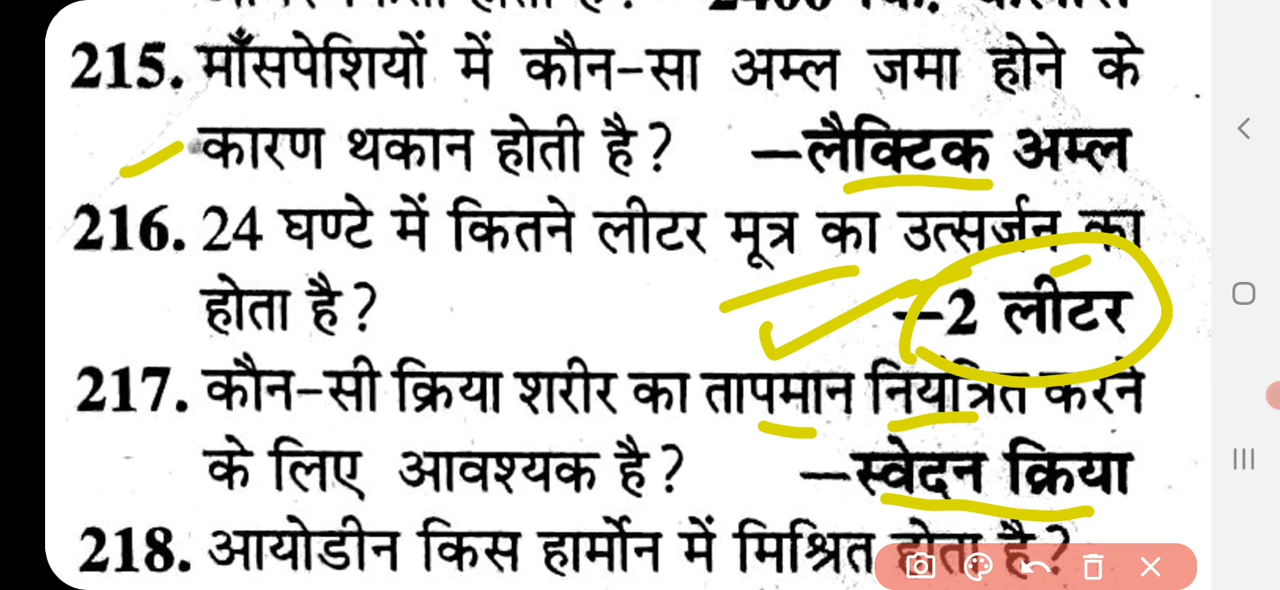 215. माँसपेशियों में कौन-सा अम्ल जमा होने के
कारण थकान होती है? –लैक्टिक अम्ल
216. 24 घण्टे में कितने लीटर मूत्र का उत्सर्जन का
होता है? –2 लीटर
217. कौन-सी क्रिया शरीर का तापमान नियंत्रित करने
के लिए आवश्यक है? –स्वेदन क्रिया
218. आयोडीन किस हार्मोन में मिश्रित होता है?